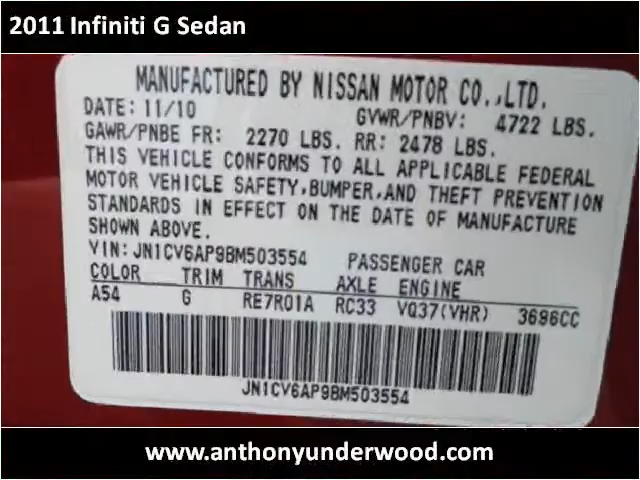 2011 Infiniti G Sedan
MANUFACTURED BY NISSAN MOTOR CO.,LTD.
DATE: 11/10 GVWR/PNBV: 4722 LBS.
GAWR/PNBE FR: 2270 LBS. RR: 2478 LBS.
THIS VEHICLE CONFORMS TO ALL APPLICABLE FEDERAL
MOTOR VEHICLE SAFETY,BUMPER,AND THEFT PREVENTION
STANDARDS IN EFFECT ON THE DATE OF MANUFACTURE
SHOWN ABOVE.
VIN: JN1CV6AP9BM503554 PASSENGER CAR
COLOR TRIM TRANS AXLE ENGINE
A54 G RE7R01A RC33 VQ37(VHR) 3696CC
JN1CV6AP9BM503554
www.anthonyunderwood.com